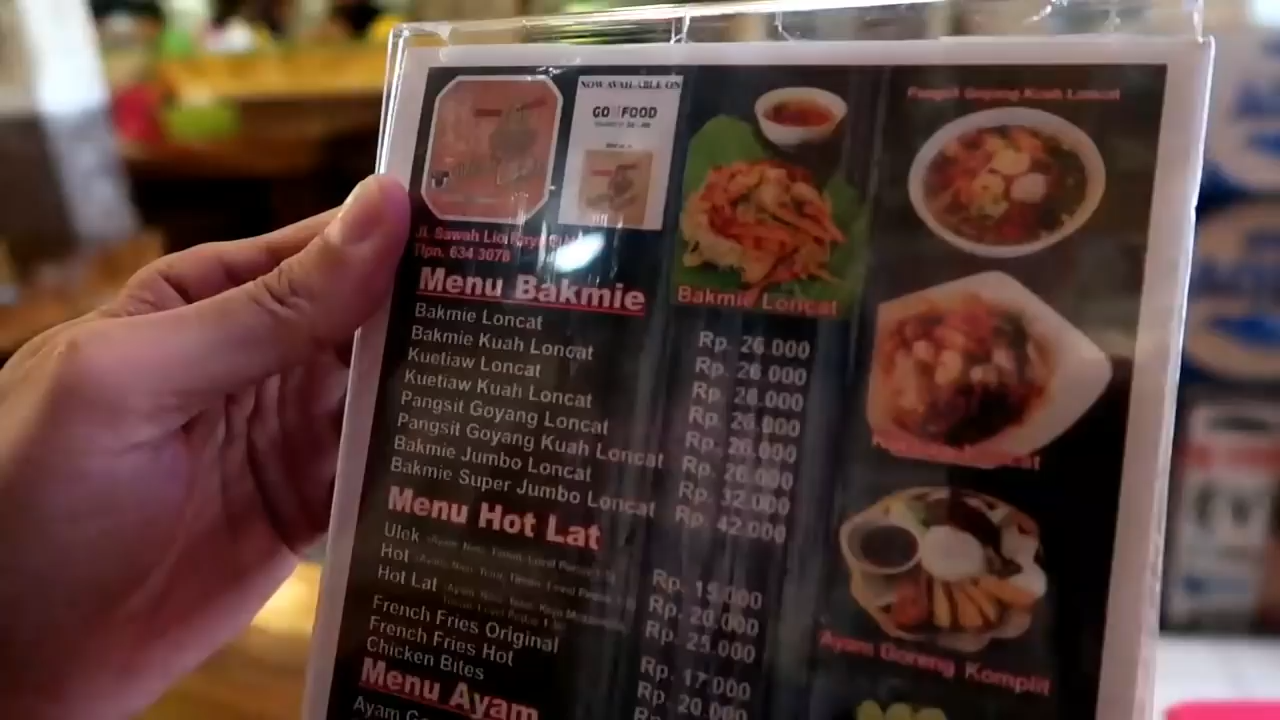 NOW AVAILABLE ON
GO FOOD
Jl. Sawah Lio
Tlpn. 634 3078
Menu Bakmie
Bakmie Loncat Rp. 26.000
Bakmie Kuah Loncat Rp. 26.000
Kuetiaw Loncat Rp. 26.000
Kuetiaw Kuah Loncat Rp. 26.000
Pangsit Goyang Loncat Rp. 26.000
Pangsit Goyang Kuah Loncat Rp. 26.000
Bakmie Jumbo Loncat Rp. 32.000
Bakmie Super Jumbo Loncat Rp. 42.000
Menu Hot Lat
Ulek Rp. 15.000
Hot Rp. 20.000
Hot Lat Rp. 25.000
French Fries Original Rp. 17.000
French Fries Hot Rp. 20.000
Chicken Bites Rp.
Menu Ayam
Ayam
Bakmie Loncat
Pangsit Goyang Kuah Loncat
Ayam Goreng Komplit